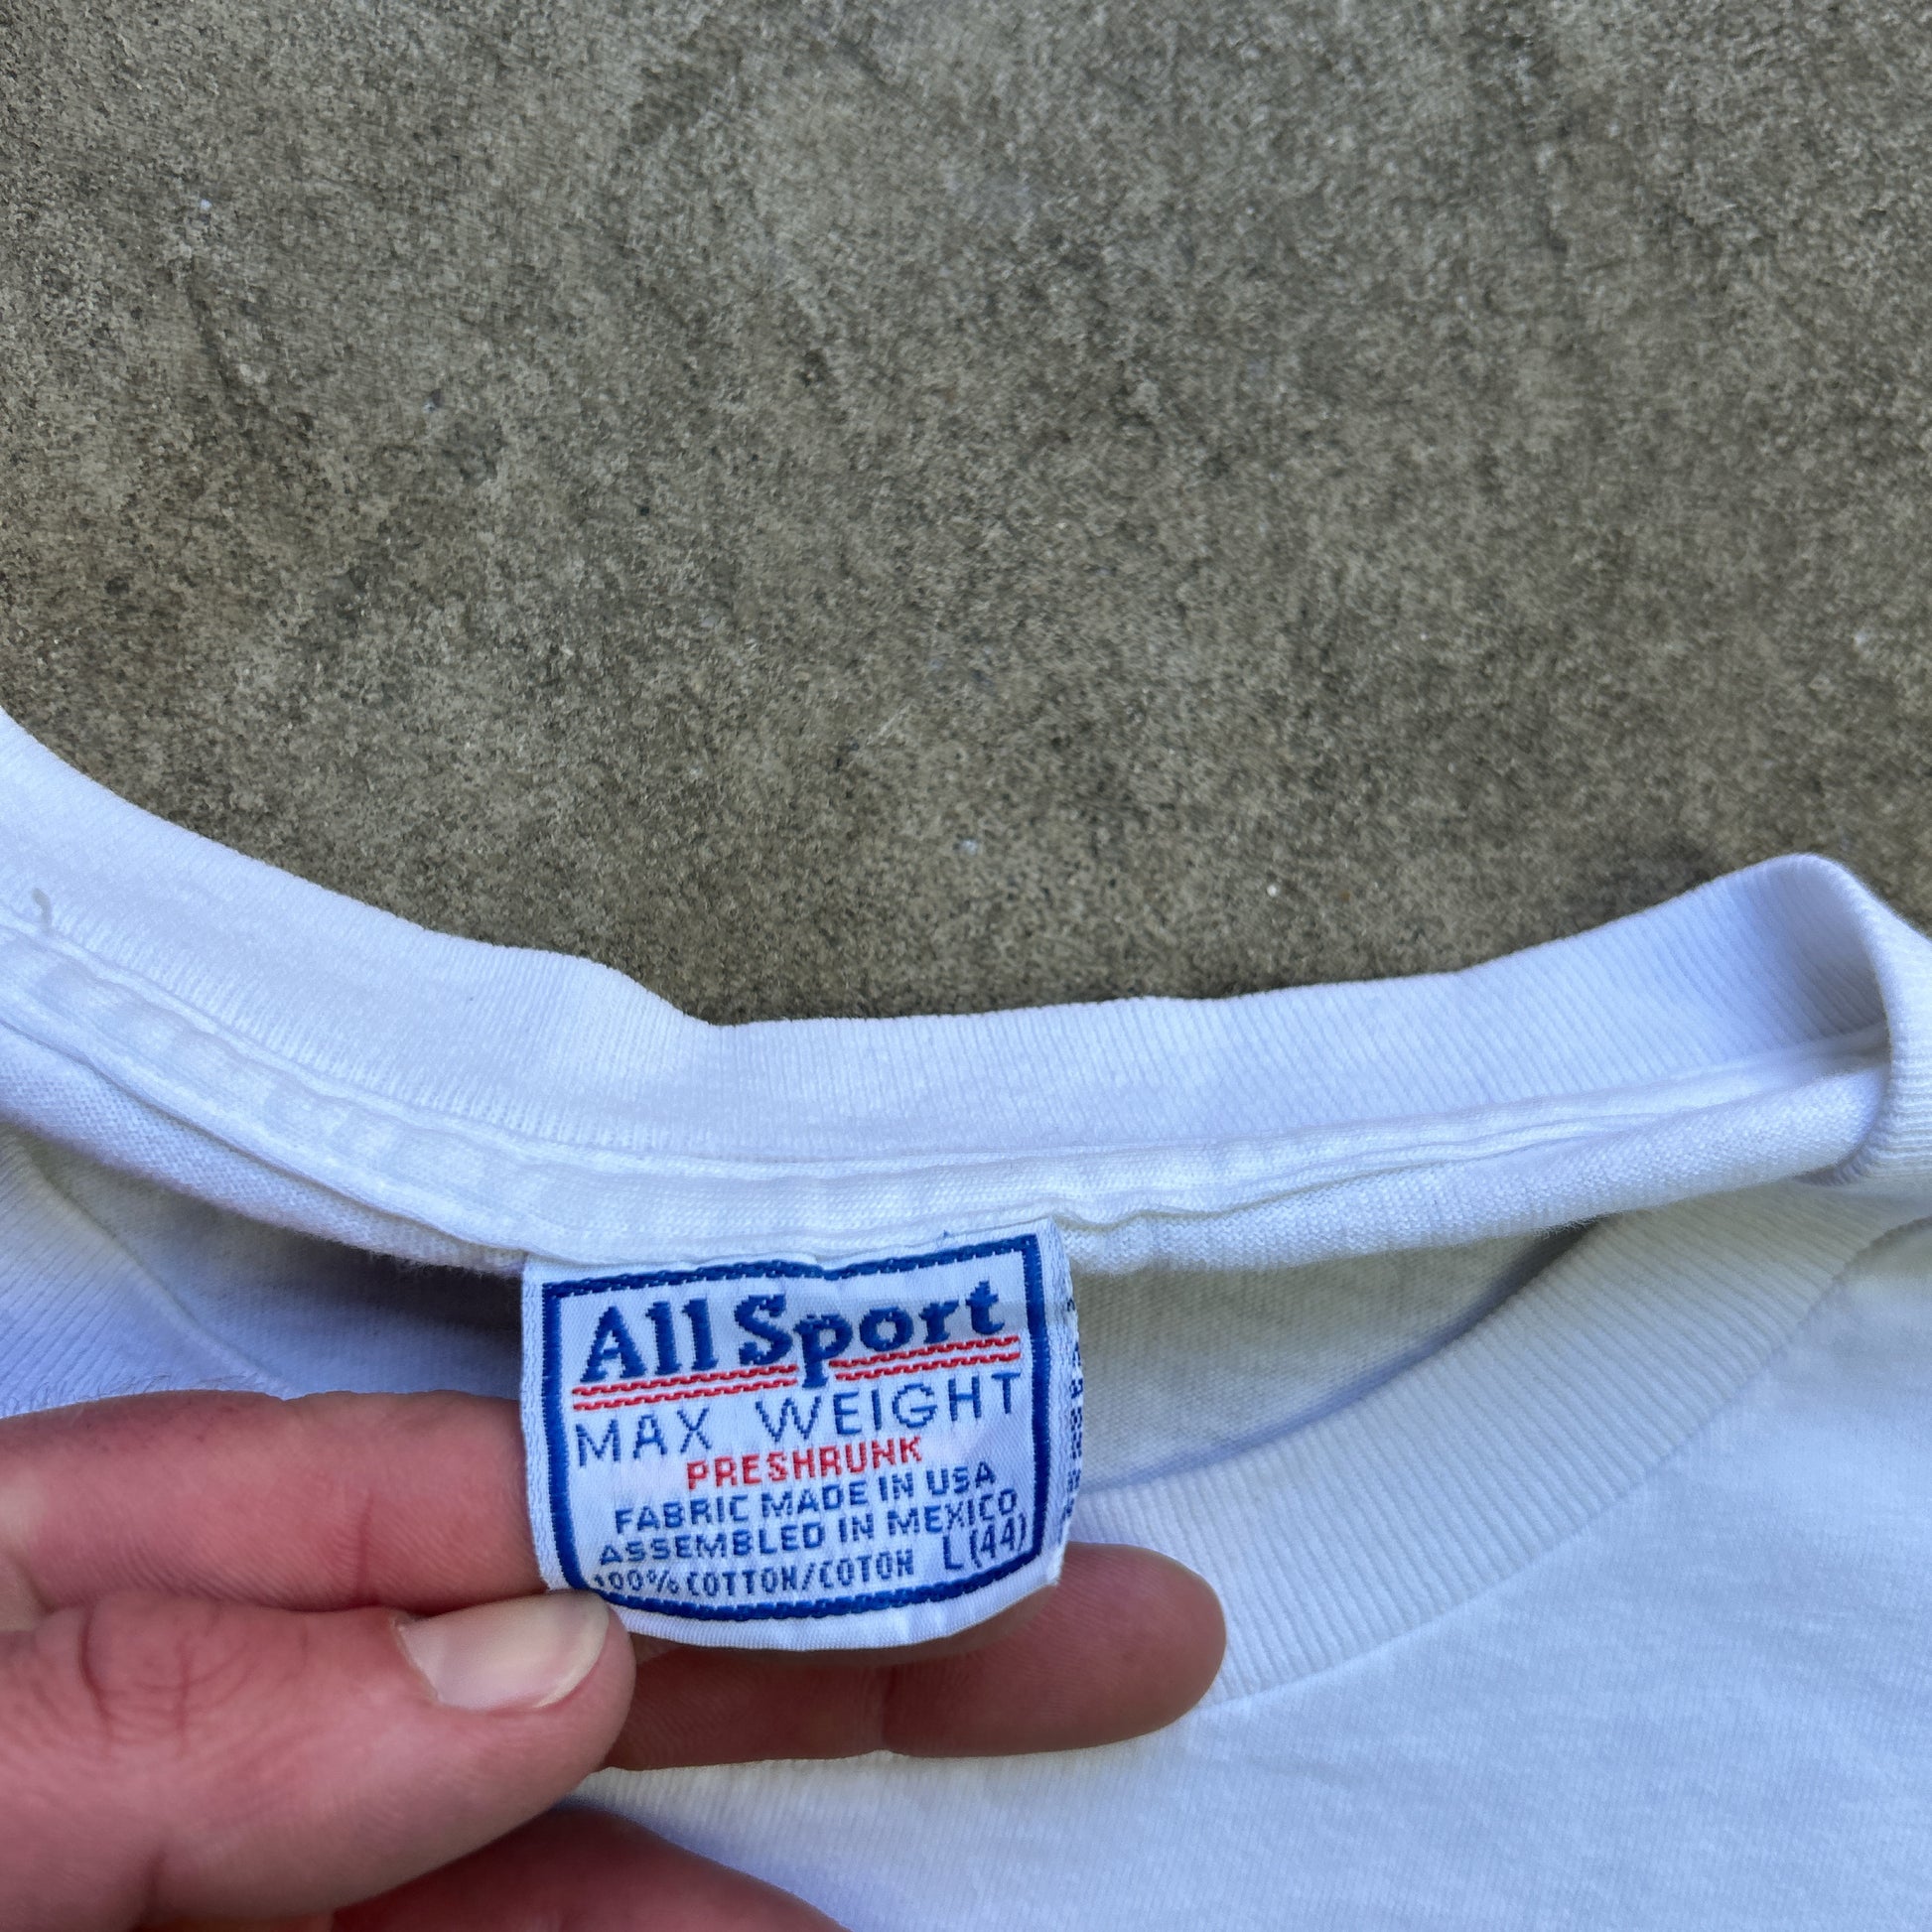 All Sport
MAX WEIGHT
PRESHRUNK
FABRIC MADE IN USA
ASSEMBLED IN MEXICO
100% COTTON/COTON L(44)